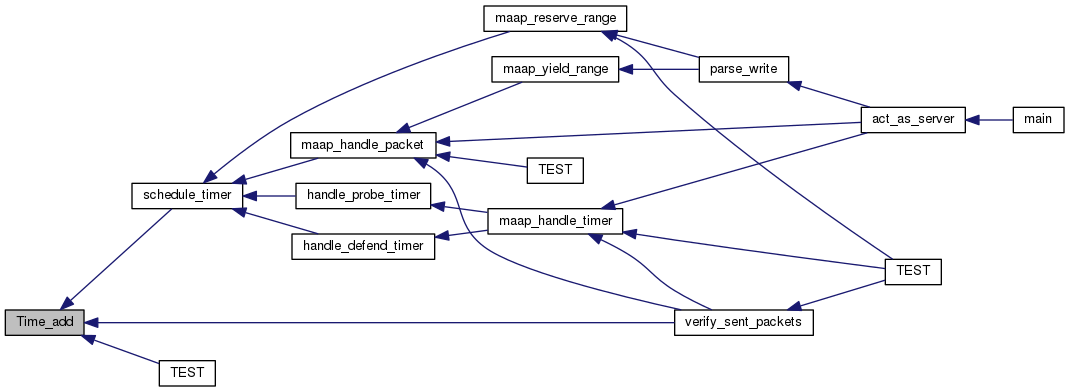 maap_reserve_range
maap_yield_range
parse_write
act_as_server
main
maap_handle_packet
TEST
schedule_timer
handle_probe_timer
maap_handle_timer
handle_defend_timer
TEST
Time_add
verify_sent_packets
TEST